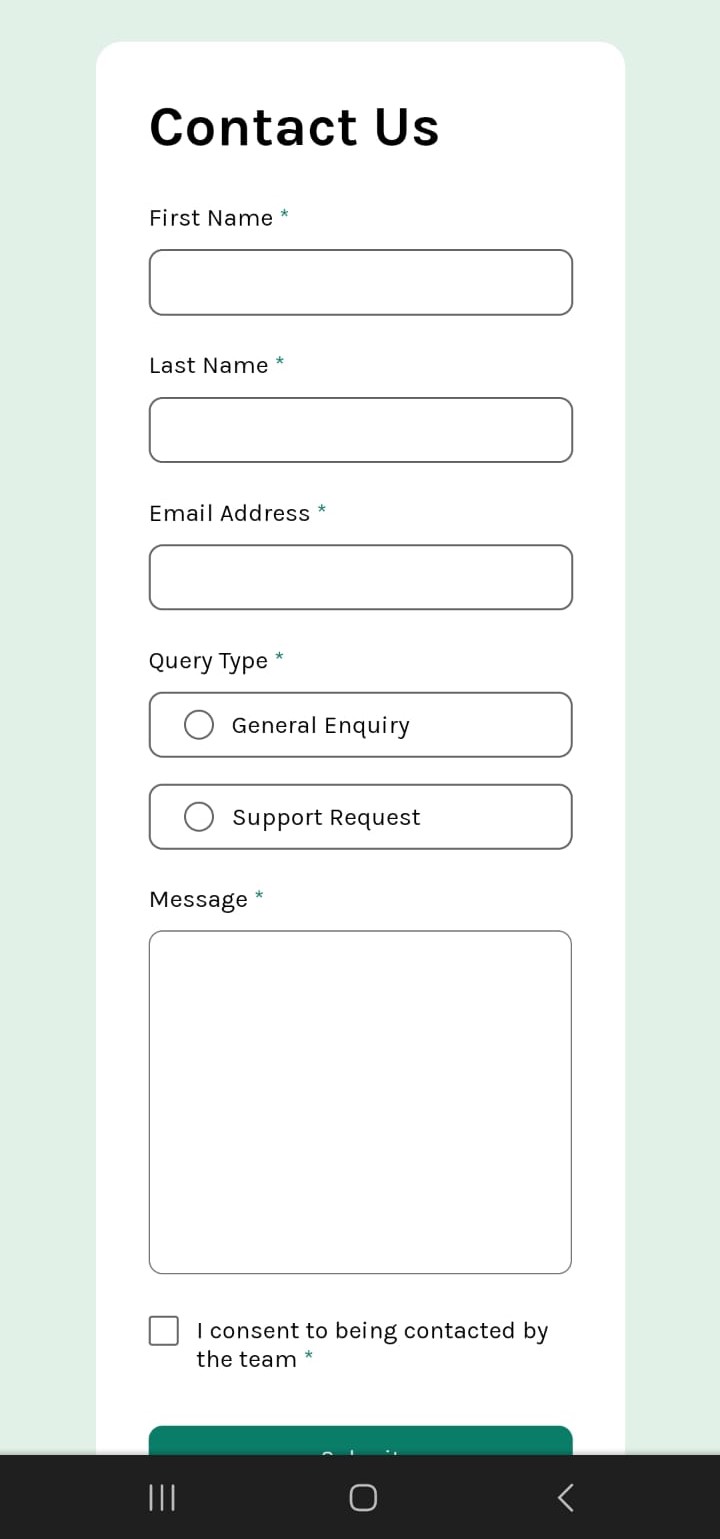 Contact Us
First Name *
Last Name *
Email Address *
Query Type *
General Enquiry
Support Request
Message *
I consent to being contacted by
the team *